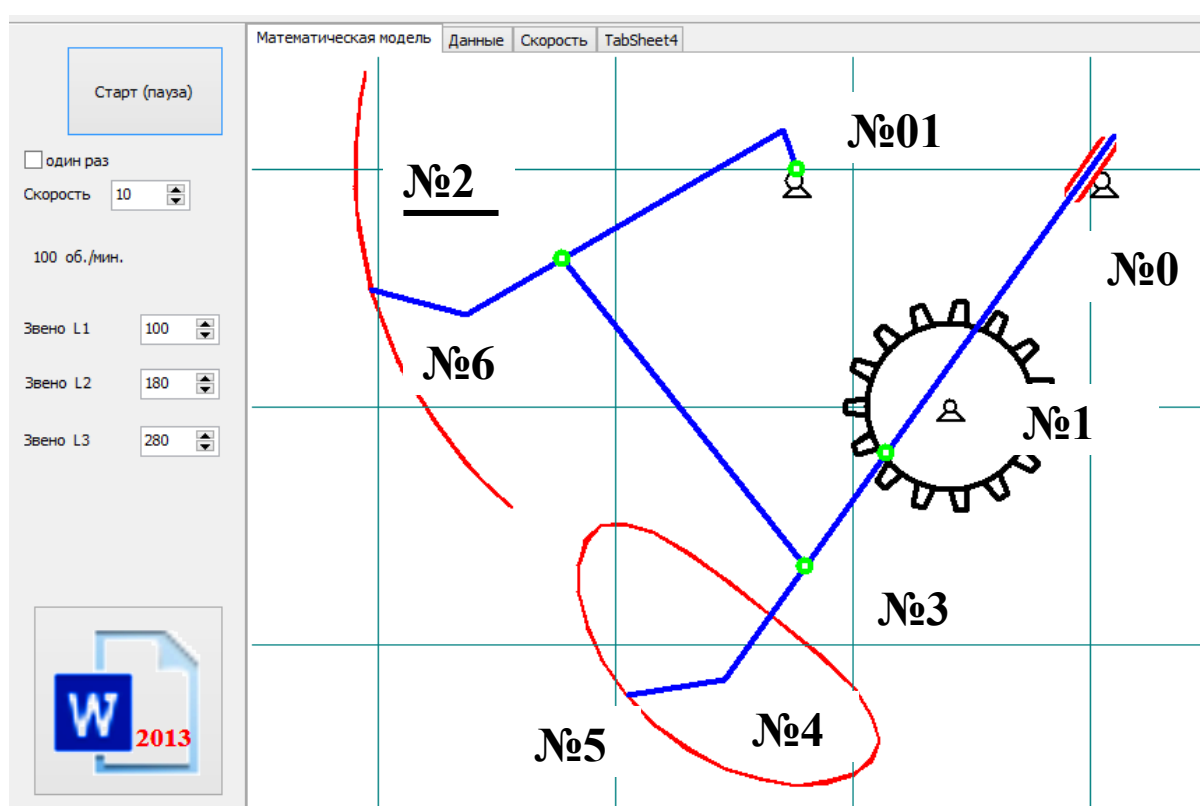 Математическая модель
Данные
Скорость
TabSheet4
Старт (пауза)
один раз
Скорость 10
100 об./мин.
Звено L1 100
Звено L2 180
Звено L3 280
W 2013
№01
№2
№0
№6
№1
№3
№4
№5